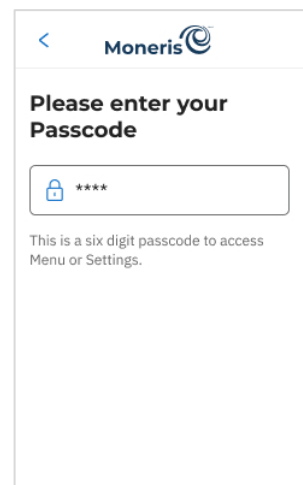 Moneris
Please enter your
Passcode
****
This is a six digit passcode to access
Menu or Settings.